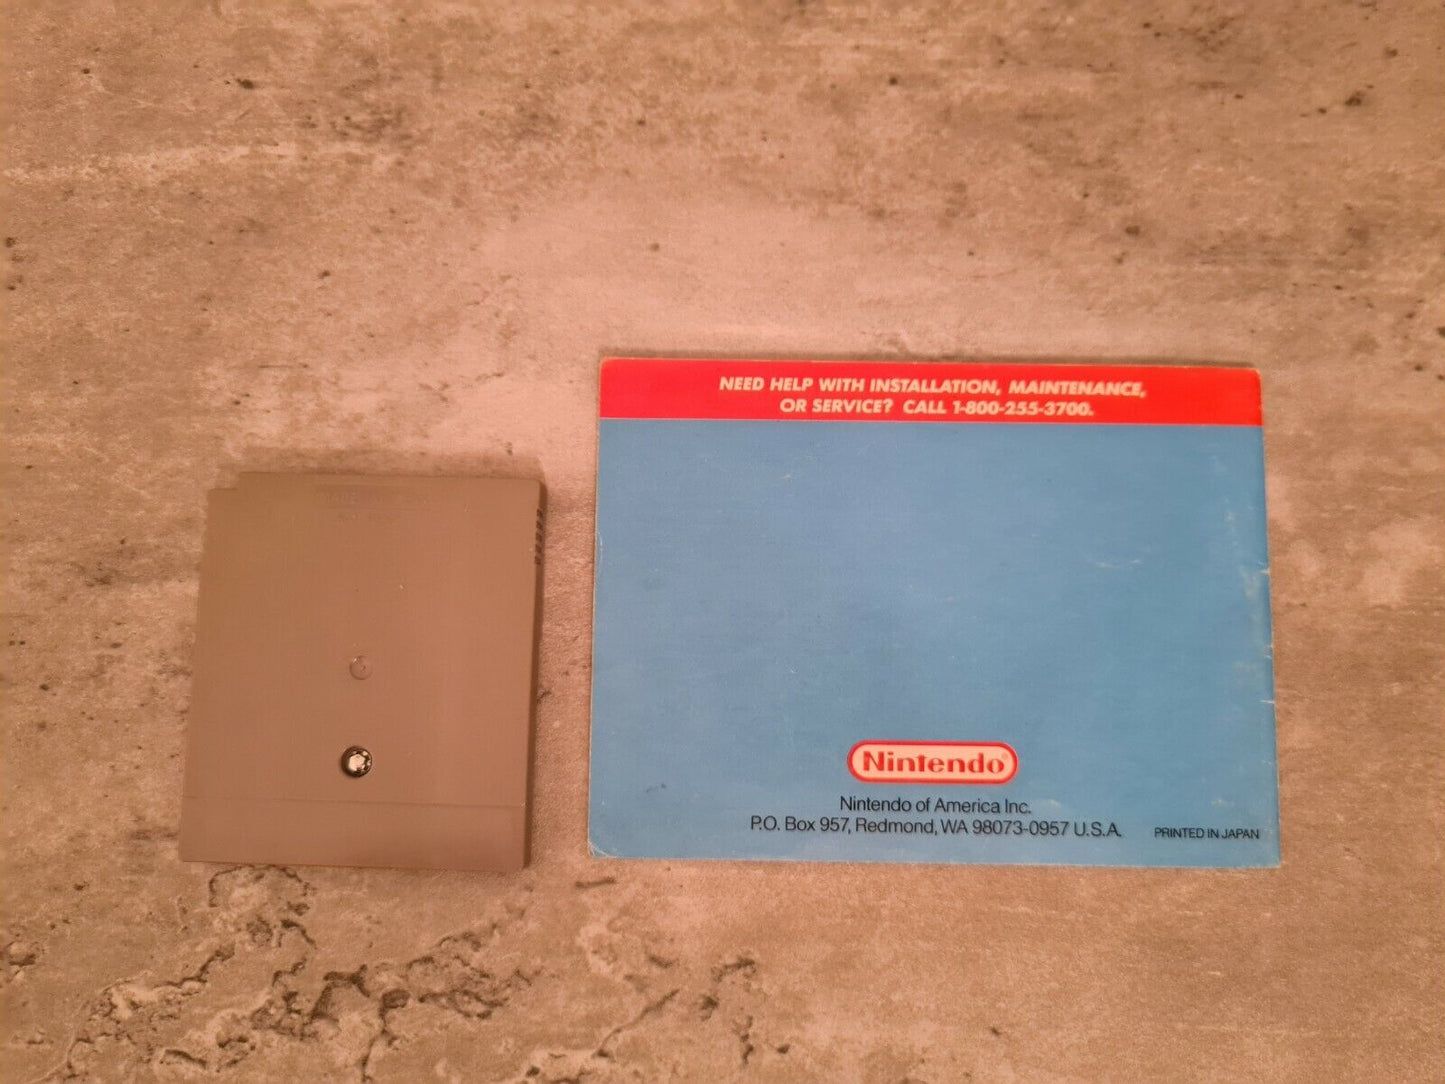 NEED HELP WITH INSTALLATION, MAINTENANCE,
OR SERVICE? CALL 1-800-255-3700.
Nintendo®
Nintendo of America Inc.
P.O. Box 957, Redmond, WA 98073-0957 U.S.A.
PRINTED IN JAPAN